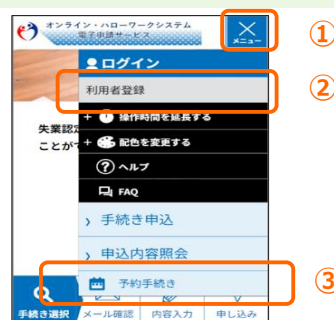 オンライン・ハローワークシステム
電子申請サービス
メニュー
①
ログイン
利用者登録
②
+ 操作時間を延長する
失業認定
+ 配色を変更する
ことがで
? ヘルプ
FAQ
› 手続き申込
› 申込内容照会
予約手続き
③
手続き選択
メール確認
内容入力
申し込み